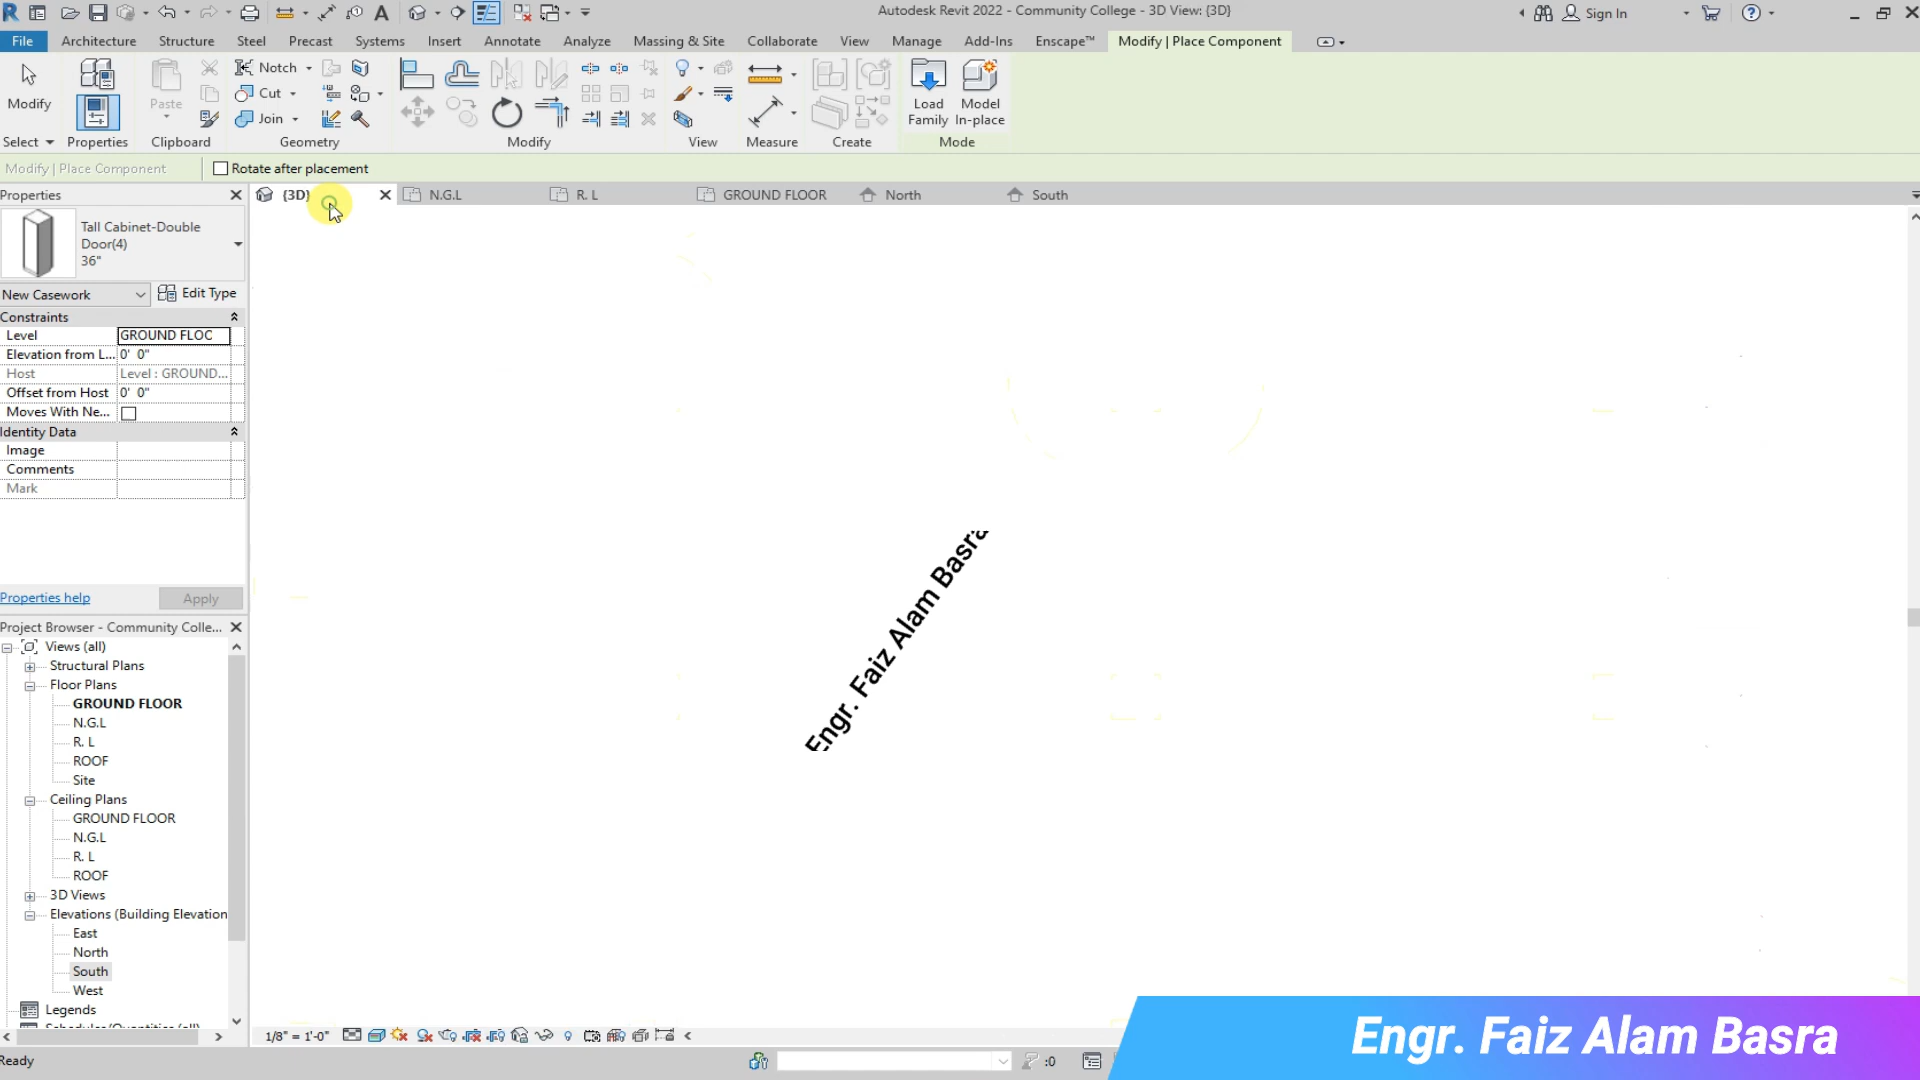 Autodesk Revit 2022 - Community College - 3D View: {3D}
Sign In
File Architecture Structure Steel Precast Systems Insert Annotate Analyze Massing & Site Collaborate View Manage Add-Ins Enscape™ Modify | Place Component
Modify
Paste
Notch
Cut
Join
Load Family
Model In-place
Select Properties Clipboard Geometry Modify View Measure Create Mode
Modify | Place Component
Rotate after placement
Properties
{3D} N.G.L R. L GROUND FLOOR North South
Tall Cabinet-Double
Door(4)
36"
New Casework Edit Type
Constraints
Level GROUND FLOC
Elevation from L... 0' 0"
Host Level : GROUND...
Offset from Host 0' 0"
Moves With Ne...
Identity Data
Image
Comments
Mark
Properties help Apply
Project Browser - Community Colle...
Views (all)
Structural Plans
Floor Plans
GROUND FLOOR
N.G.L
R. L
ROOF
Site
Ceiling Plans
GROUND FLOOR
N.G.L
R. L
ROOF
3D Views
Elevations (Building Elevation
East
North
South
West
Legends
Engr. Faiz Alam Basra
1/8" = 1'-0"
Ready
:0
Engr. Faiz Alam Basra